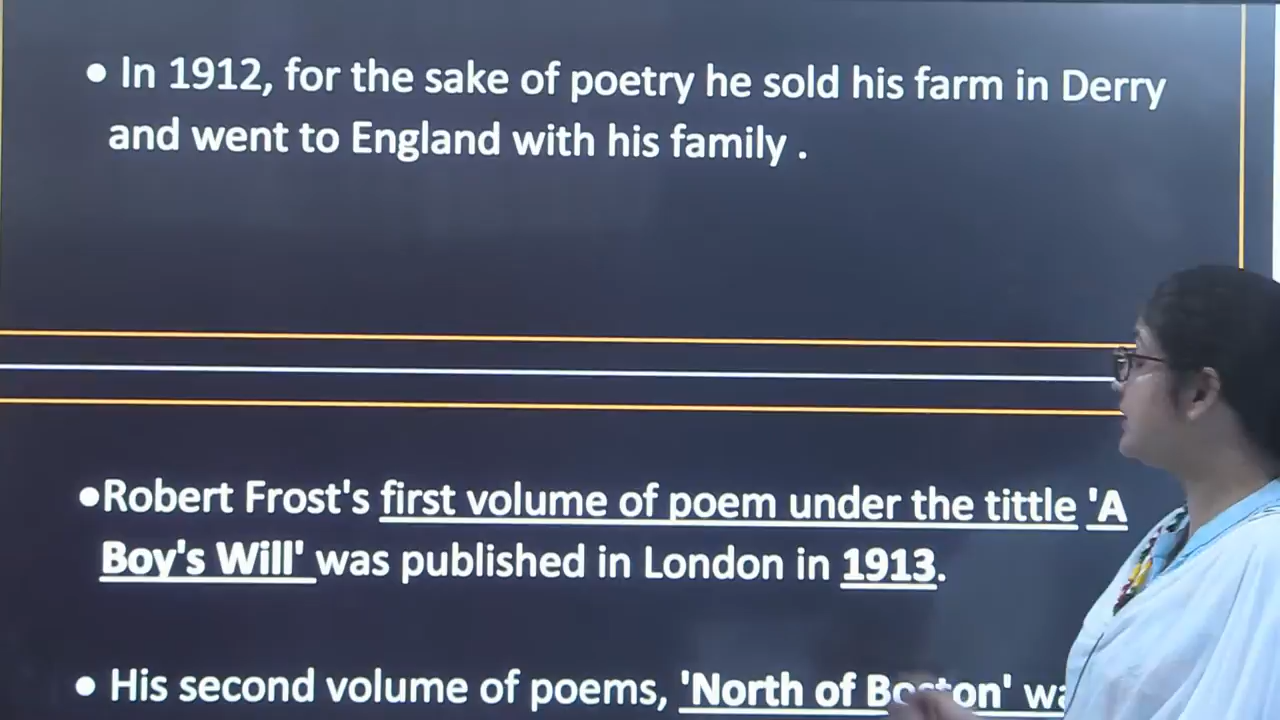 • In 1912, for the sake of poetry he sold his farm in Derry
and went to England with his family .
•Robert Frost's first volume of poem under the tittle 'A
Boy's Will' was published in London in 1913.
• His second volume of poems, 'North of Boston'